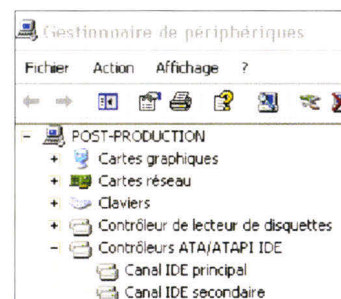 Gestionnaire de périphériques
Fichier Action Affichage ?
POST-PRODUCTION
Cartes graphiques
Cartes réseau
Claviers
Contrôleur de lecteur de disquettes
Contrôleurs ATA/ATAPI IDE
Canal IDE principal
Canal IDE secondaire